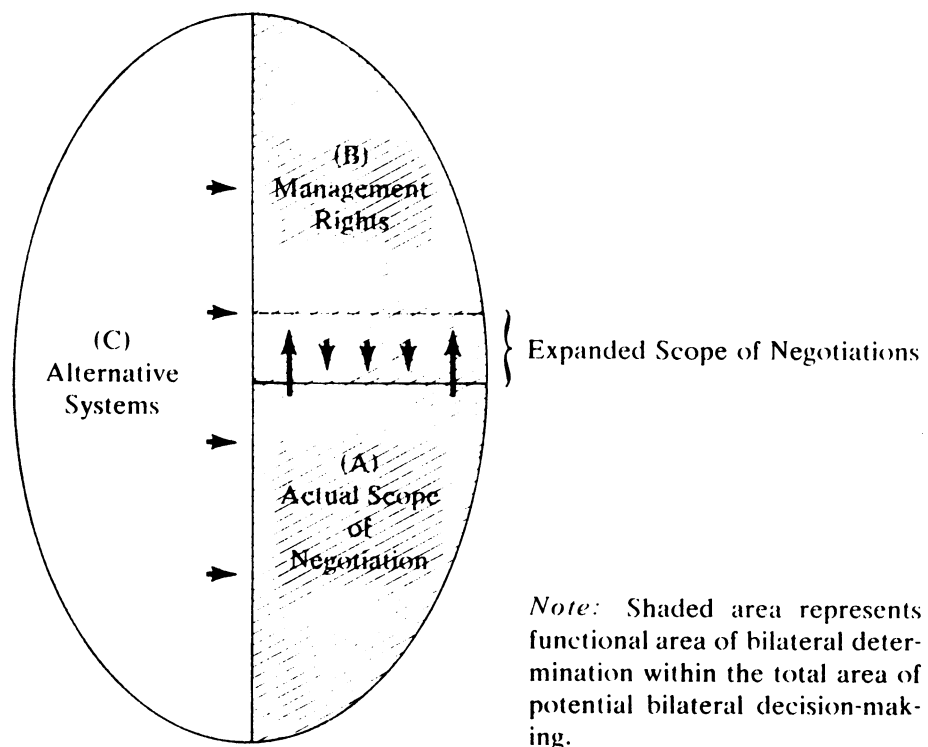 (B)
Management
Rights
(C)
Alternative
Systems
Expanded Scope of Negotiations
(A)
Actual Scope
of
Negotiation
Note: Shaded area represents
functional area of bilateral deter-
mination within the total area of
potential bilateral decision-mak-
ing.